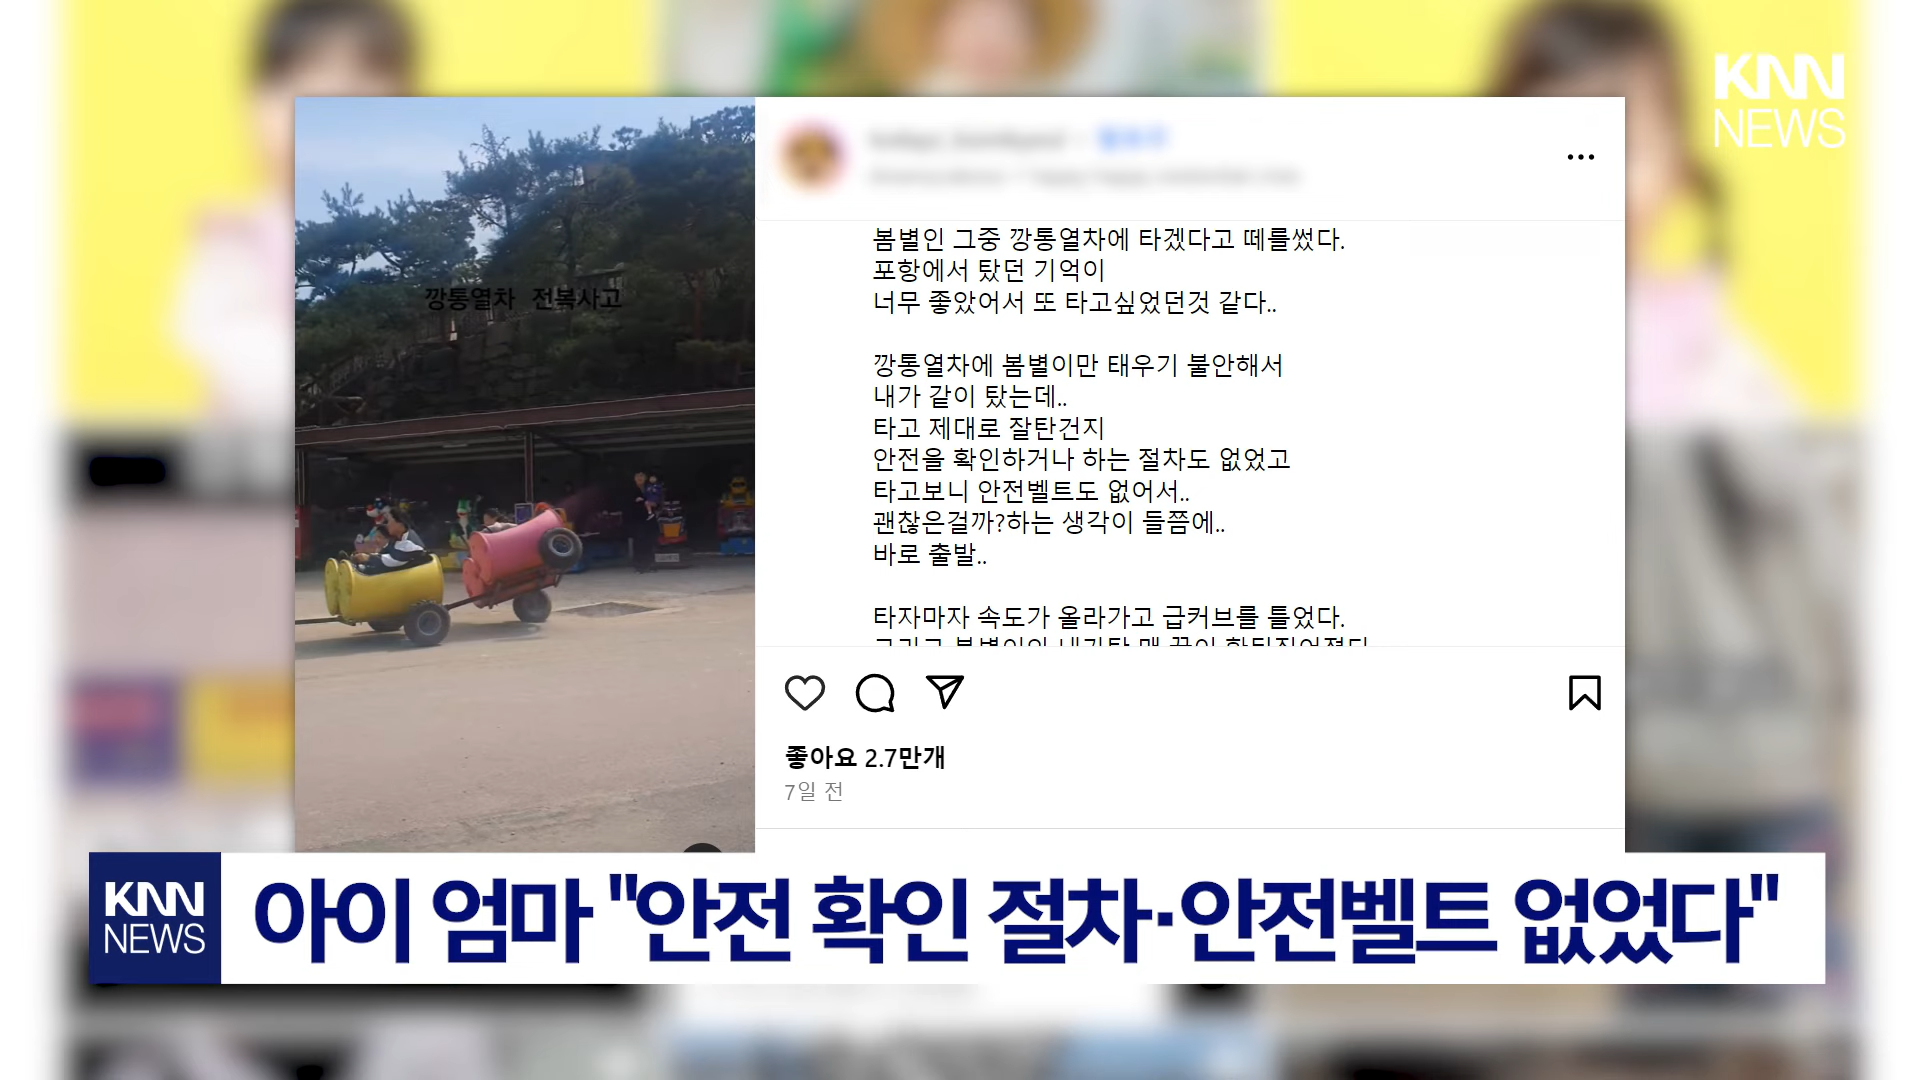 KNN
NEWS
깡통열차 전복사고
봄별인 그중 깡통열차에 타겠다고 떼를썼다.
포항에서 탔던 기억이
너무 좋았어서 또 타고싶었던것 같다..
깡통열차에 봄별이만 태우기 불안해서
내가 같이 탔는데..
타고 제대로 잘탄건지
안전을 확인하거나 하는 절차도 없었고
타고보니 안전벨트도 없어서..
괜찮은걸까?하는 생각이 들쯤에..
바로 출발..
타자마자 속도가 올라가고 급커브를 틀었다.
좋아요 2.7만개
7일 전
KNN
NEWS
아이 엄마 "안전 확인 절차·안전벨트 없었다"